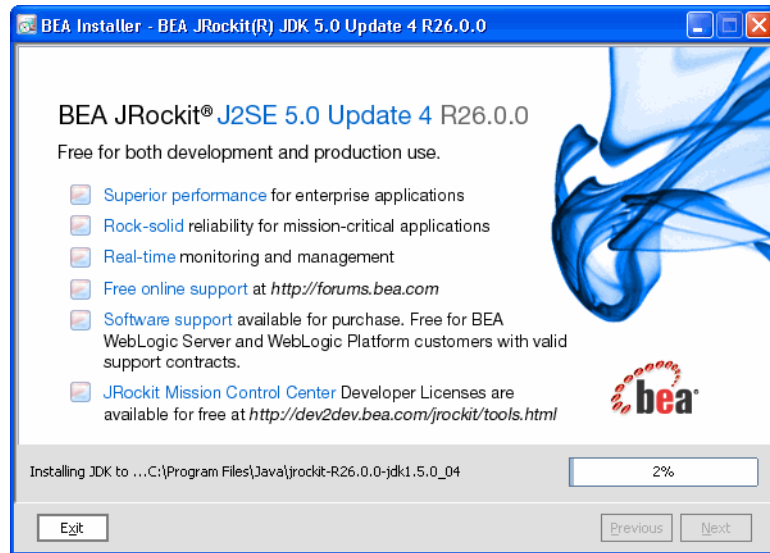 BEA Installer - BEA JRockit(R) JDK 5.0 Update 4 R26.0.0
BEA JRockit® J2SE 5.0 Update 4 R26.0.0
Free for both development and production use.
Superior performance for enterprise applications
Rock-solid reliability for mission-critical applications
Real-time monitoring and management
Free online support at http://forums.bea.com
Software support available for purchase. Free for BEA
WebLogic Server and WebLogic Platform customers with valid
support contracts.
JRockit Mission Control Center Developer Licenses are
available for free at http://dev2dev.bea.com/jrockit/tools.html
bea
Installing JDK to ...C:\Program Files\Java\jrockit-R26.0.0-jdk1.5.0_04
2%
Exit
Previous
Next